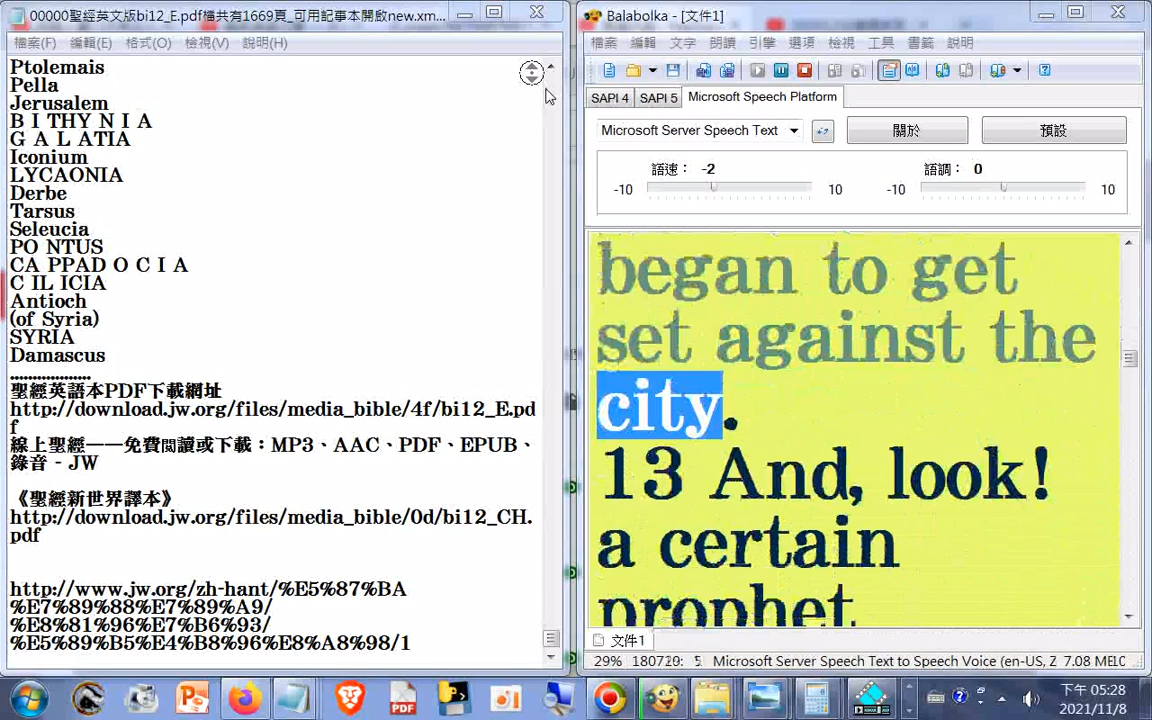 00000聖經英文版bi12_E.pdf檔共有1669頁_可用記事本開啟new.xm...
檔案(F) 編輯(E) 格式(O) 檢視(V) 說明(H)
Ptolemais
Pella
Jerusalem
B I THY N I A
G A L ATIA
Iconium
LYCAONIA
Derbe
Tarsus
Seleucia
PO NTUS
CA PPAD O C I A
C IL ICIA
Antioch
(of Syria)
SYRIA
Damascus
..................
聖經英語本PDF下載網址
http://download.jw.org/files/media_bible/4f/bi12_E.pd
f
線上聖經——免費閱讀或下載：MP3、AAC、PDF、EPUB、
錄音 - JW
《聖經新世界譯本》
http://download.jw.org/files/media_bible/0d/bi12_CH.
pdf
http://www.jw.org/zh-hant/%E5%87%BA
%E7%89%88%E7%89%A9/
%E8%81%96%E7%B6%93/
%E5%89%B5%E4%B8%96%E8%A8%98/1
Balabolka - [文件1]
檔案 編輯 文字 朗讀 引擎 選項 檢視 工具 書籤 說明
SAPI 4 SAPI 5 Microsoft Speech Platform
Microsoft Server Speech Text 關於 預設
語速： -2 語調： 0
-10 10 -10 10
began to get
set against the
city.
13 And, look!
a certain
prophet
文件1
29% 180720: 5 Microsoft Server Speech Text to Speech Voice (en-US, Z 7.08 МЕІС
PDF
下午 05:28
2021/11/8